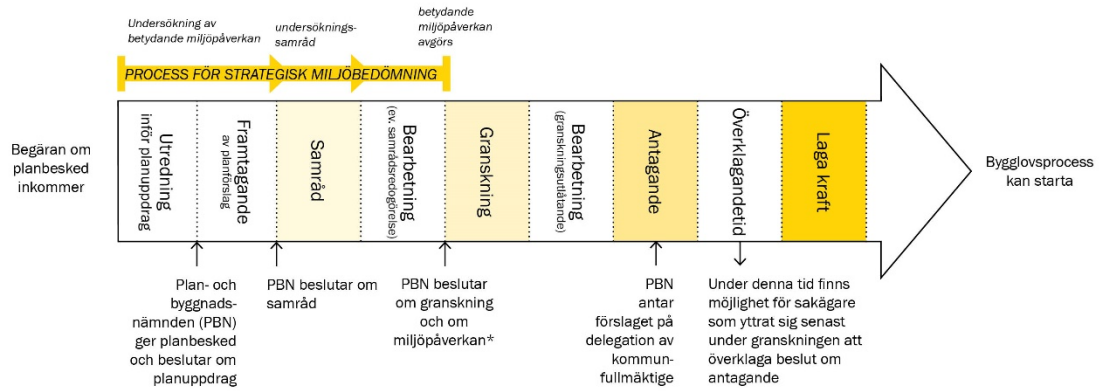 Undersökning av
betydande miljöpåverkan
undersöknings-
samråd
betydande
miljöpåverkan
avgörs
PROCESS FÖR STRATEGISK MILJÖBEDÖMNING
Begäran om
planbesked
inkommer
Utredning
inför planuppdrag
Framtagande
av planförslag
Samråd
Bearbetning
(ev. samrådsredogörelse)
Granskning
Bearbetning
(granskningsutlåtande)
Antagande
Överklagandetid
Laga kraft
Bygglovsprocess
kan starta
Plan- och
byggnads-
nämnden (PBN)
ger planbesked
och beslutar om
planuppdrag
PBN beslutar om
samråd
PBN beslutar
om granskning
och om
miljöpåverkan*
PBN
antar
förslaget på
delegation av
kommun-
fullmäktige
Under denna tid finns
möjlighet för sakägare
som yttrat sig senast
under granskningen att
överklaga beslut om
antagande